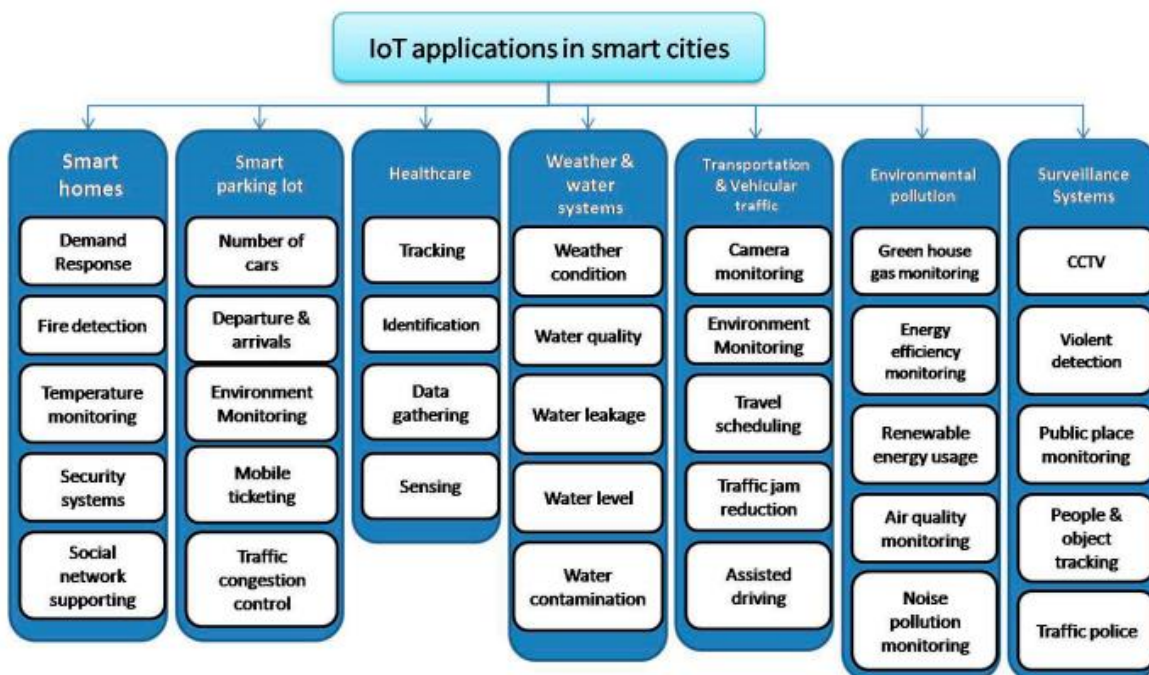 IoT applications in smart cities
Smart
homes
Demand
Response
Fire detection
Temperature
monitoring
Security
systems
Social
network
supporting
Smart
parking lot
Number of
cars
Departure &
arrivals
Environment
Monitoring
Mobile
ticketing
Traffic
congestion
control
Healthcare
Tracking
Identification
Data
gathering
Sensing
Weather &
water
systems
Weather
condition
Water quality
Water leakage
Water level
Water
contamination
Transportation
& Vehicular
traffic
Camera
monitoring
Environment
Monitoring
Travel
scheduling
Traffic jam
reduction
Assisted
driving
Environmental
pollution
Green house
gas monitoring
Energy
efficiency
monitoring
Renewable
energy usage
Air quality
monitoring
Noise
pollution
monitoring
Surveillance
Systems
CCTV
Violent
detection
Public place
monitoring
People &
object
tracking
Traffic police